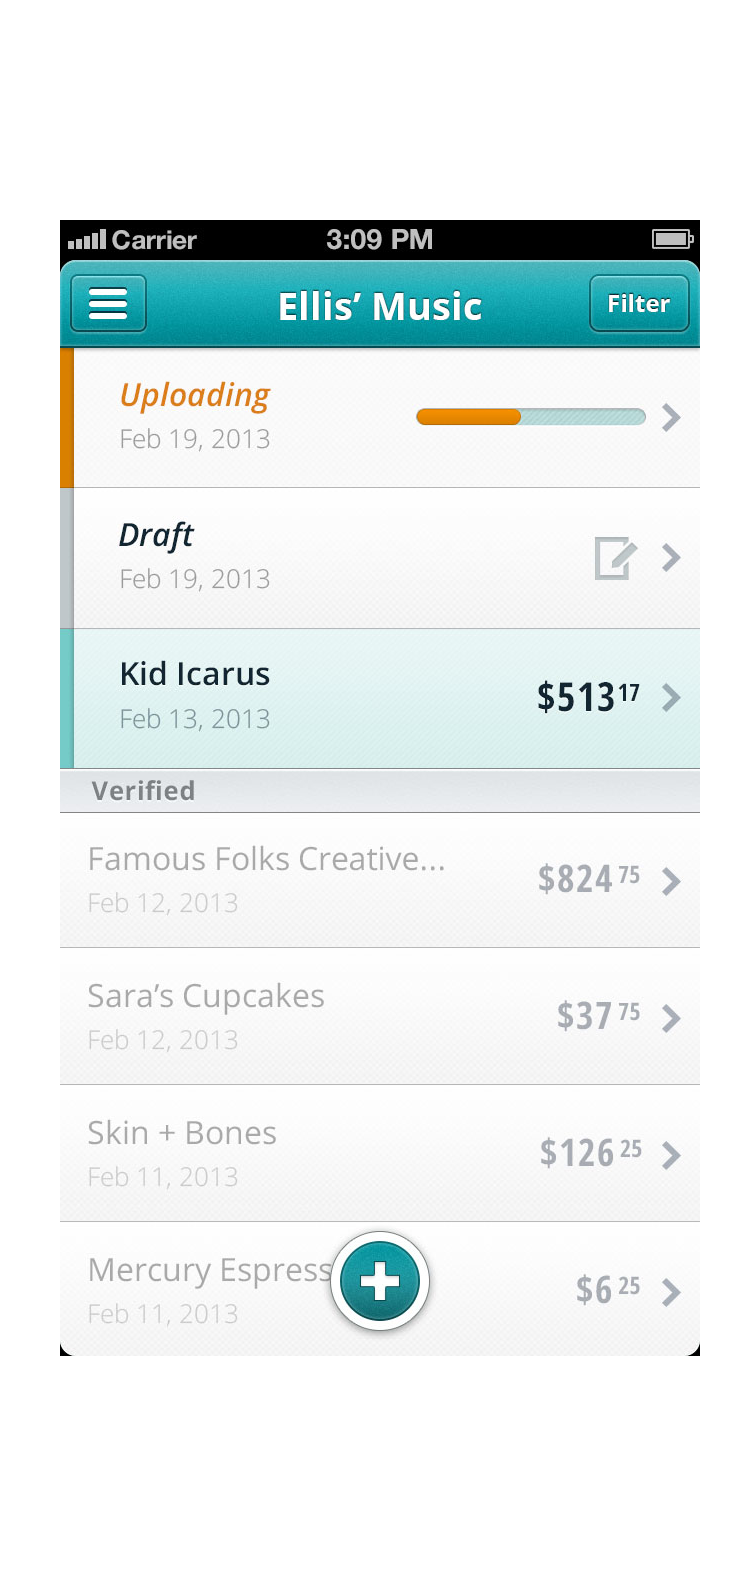 Carrier 3:09 PM
Ellis’ Music Filter
Uploading
Feb 19, 2013
Draft
Feb 19, 2013
Kid Icarus
$513 17
Feb 13, 2013
Verified
Famous Folks Creative...
$824 75
Feb 12, 2013
Sara’s Cupcakes
$37 75
Feb 12, 2013
Skin + Bones
$126 25
Feb 11, 2013
Mercury Espress
$6 25
Feb 11, 2013